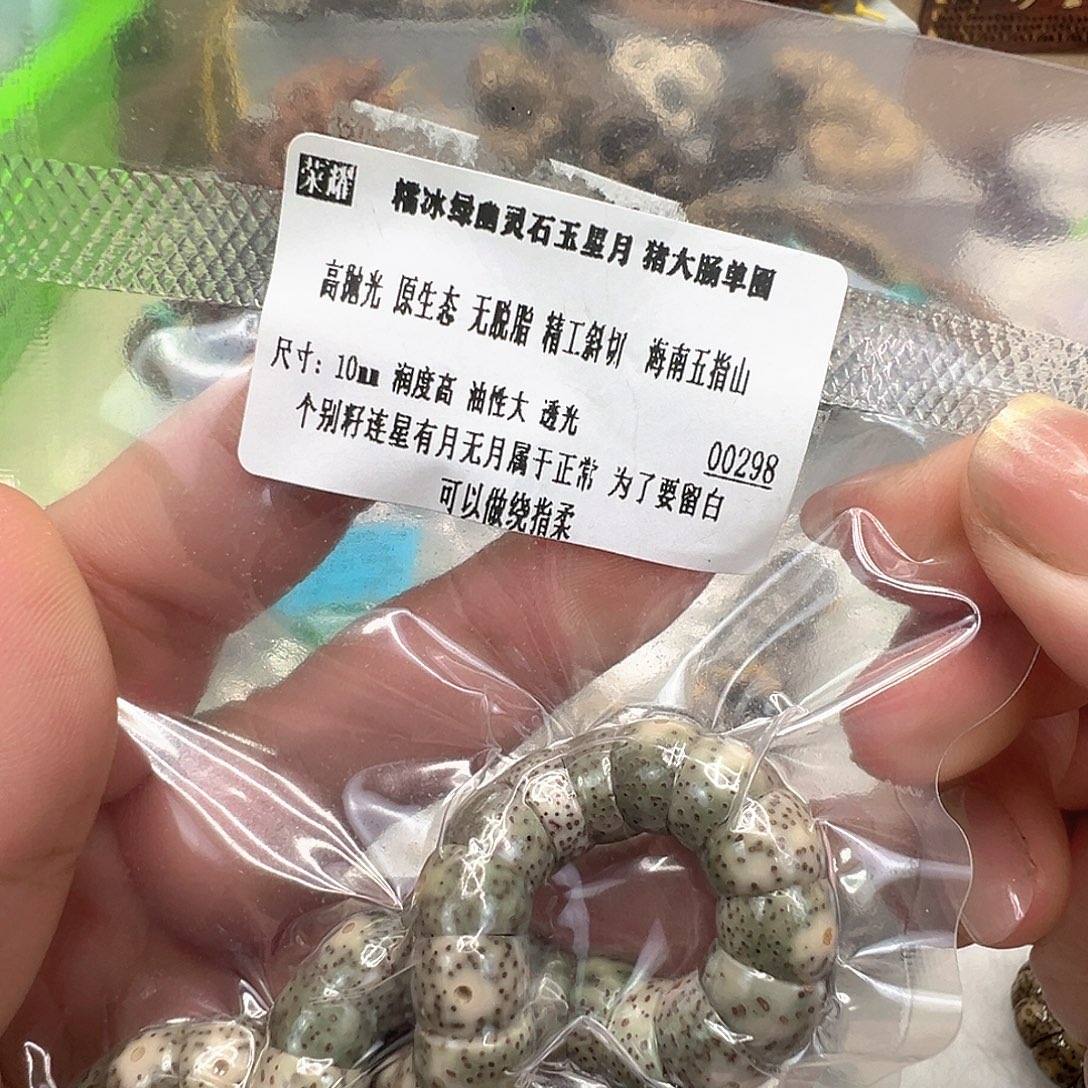 荣耀
糯冰绿幽灵石玉星月 猪大肠单圈
高抛光 原生态 无脱脂 精工斜切 海南五指山
尺寸：10mm 润度高 油性大 透光
00298
个别籽连星有月无月属于正常 为了要留白
可以做绕指柔